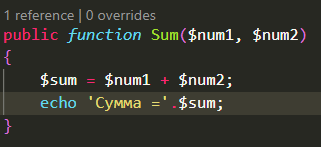 1 reference | 0 overrides
public function Sum($num1, $num2)
{
    $sum = $num1 + $num2;
    echo 'Сумма ='.$sum;
}